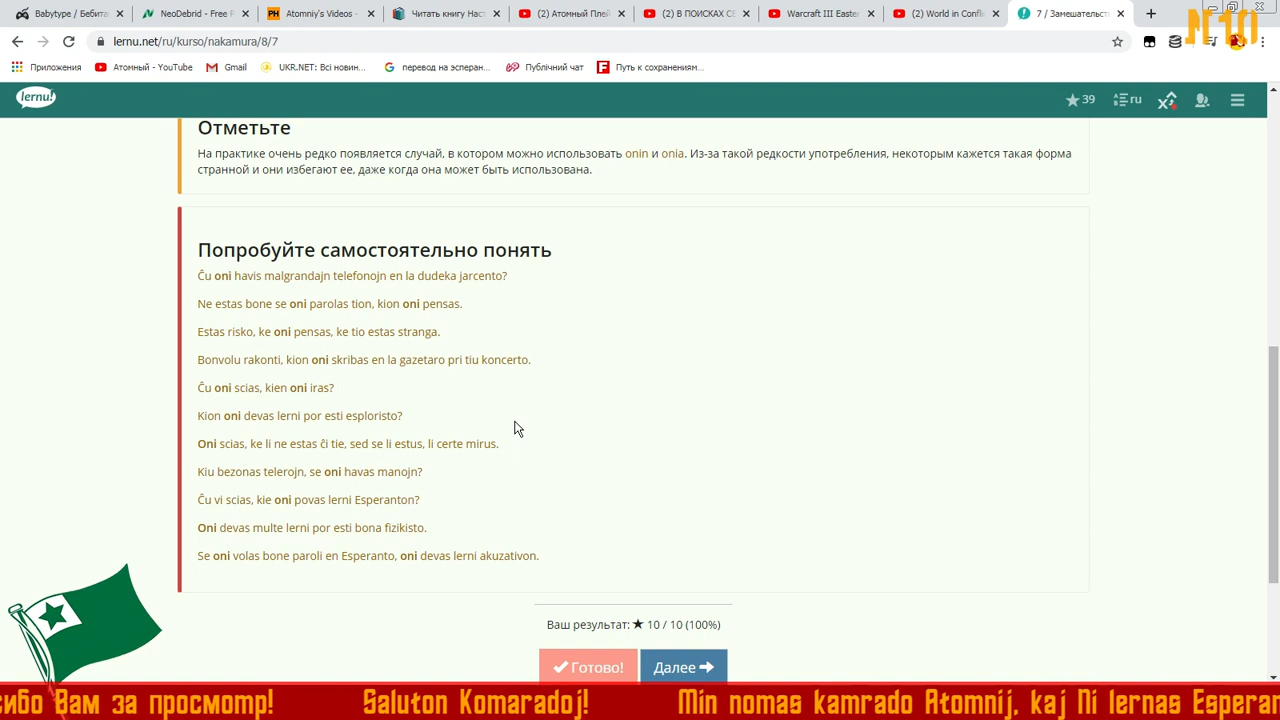 Babytype / Бебит
NeoDebrid - Free P
Atomniy's Videos -
Читать книгу Наст
(2) Атомный Плей
(2) В ПОИСКАХ СЕ
Warcraft III Easter
(2) World in Conflic
7 / Замешательст
lernu.net/ru/kurso/nakamura/8/7
Приложения
Атомный - YouTube
Gmail
UKR.NET: Всі новин...
перевод на эсперан...
Публічний чат
Путь к сохранениям...
lernu!
39
ru
Отметьте
На практике очень редко появляется случай, в котором можно использовать onin и onia. Из-за такой редкости употребления, некоторым кажется такая форма
странной и они избегают ее, даже когда она может быть использована.
Попробуйте самостоятельно понять
Ĉu oni havis malgrandajn telefonojn en la dudeka jarcento?
Ne estas bone se oni parolas tion, kion oni pensas.
Estas risko, ke oni pensas, ke tio estas stranga.
Bonvolu rakonti, kion oni skribas en la gazetaro pri tiu koncerto.
Ĉu oni scias, kien oni iras?
Kion oni devas lerni por esti esploristo?
Oni scias, ke li ne estas ĉi tie, sed se li estus, li certe mirus.
Kiu bezonas telerojn, se oni havas manojn?
Ĉu vi scias, kie oni povas lerni Esperanton?
Oni devas multe lerni por esti bona fizikisto.
Se oni volas bone paroli en Esperanto, oni devas lerni akuzativon.
Ваш результат: ★ 10 / 10 (100%)
Готово!
Далее
сибо Вам за просмотр! Saluton Komaradoj! Min nomas kamrado Atomnij, kaj Ni lernas Esperan